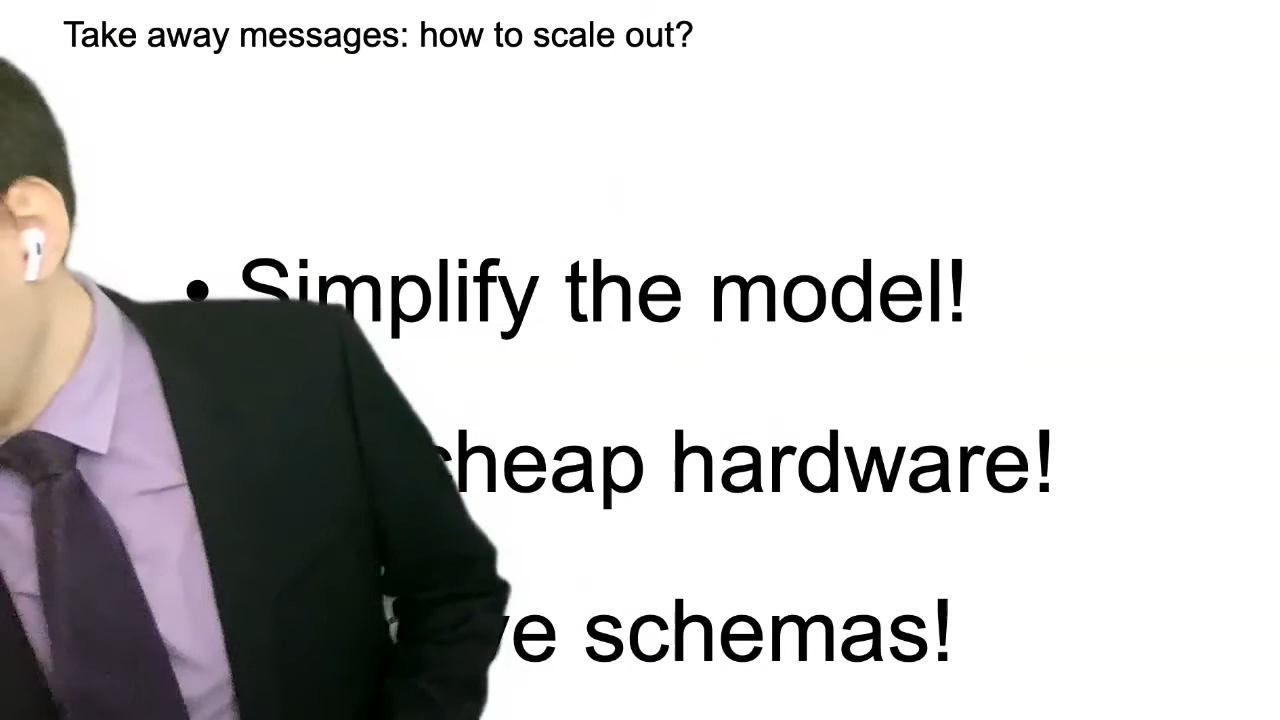 Take away messages: how to scale out?
• Simplify the model!
cheap hardware!
schemas!